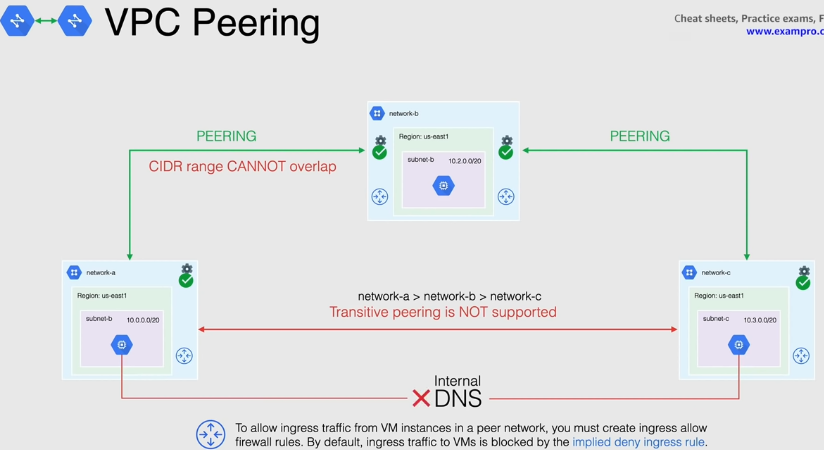 VPC Peering
Cheat sheets, Practice exams, F
www.exampro.c
network-b
PEERING
Region: us-east1
PEERING
subnet-b 10.2.0.0/20
CIDR range CANNOT overlap
network-a
network-c
Region: us-east1
network-a > network-b > network-c
Region: us-east1
Transitive peering is NOT supported
subnet-b 10.0.0.0/20
subnet-c 10.3.0.0/20
Internal
DNS
To allow ingress traffic from VM instances in a peer network, you must create ingress allow
firewall rules. By default, ingress traffic to VMs is blocked by the implied deny ingress rule.